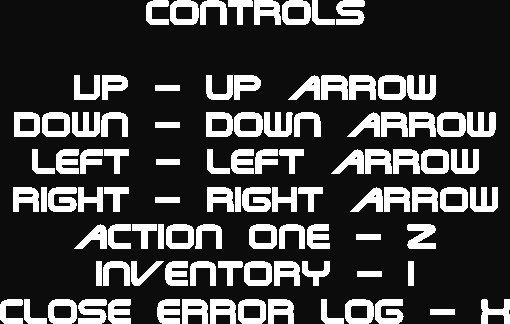 CONTROLS
UP - UP ARROW
DOWN - DOWN ARROW
LEFT - LEFT ARROW
RIGHT - RIGHT ARROW
ACTION ONE - Z
INVENTORY - I
CLOSE ERROR LOG - X